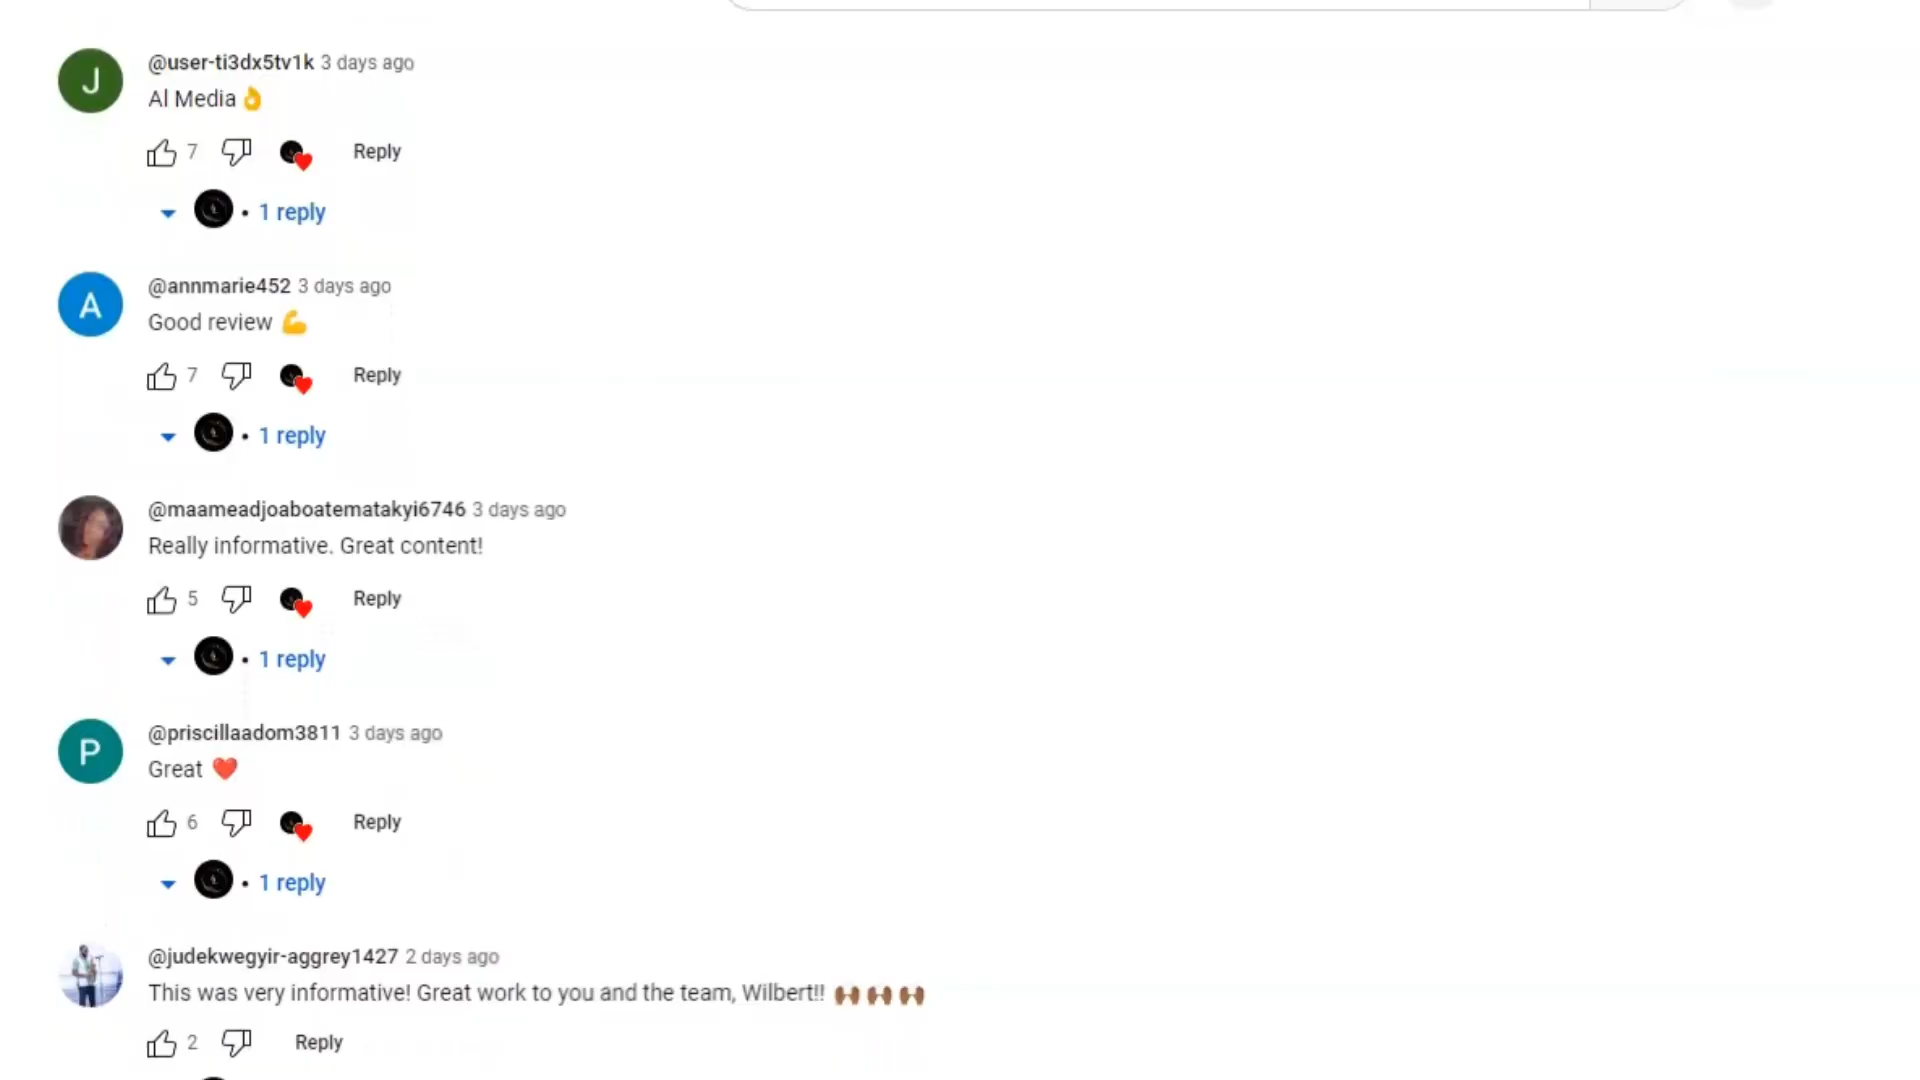 @user-ti3dx5tv1k 3 days ago
Al Media👌
7 Reply
• 1 reply
@annmarie452 3 days ago
Good review 💪
7 Reply
• 1 reply
@maameadjoaboatematakyi6746 3 days ago
Really informative. Great content!
5 Reply
• 1 reply
@priscillaadom3811 3 days ago
Great ❤️
6 Reply
• 1 reply
@judekwegyir-aggrey1427 2 days ago
This was very informative! Great work to you and the team, Wilbert!! 🙌🏾🙌🏾🙌🏾
2 Reply
J
A
P